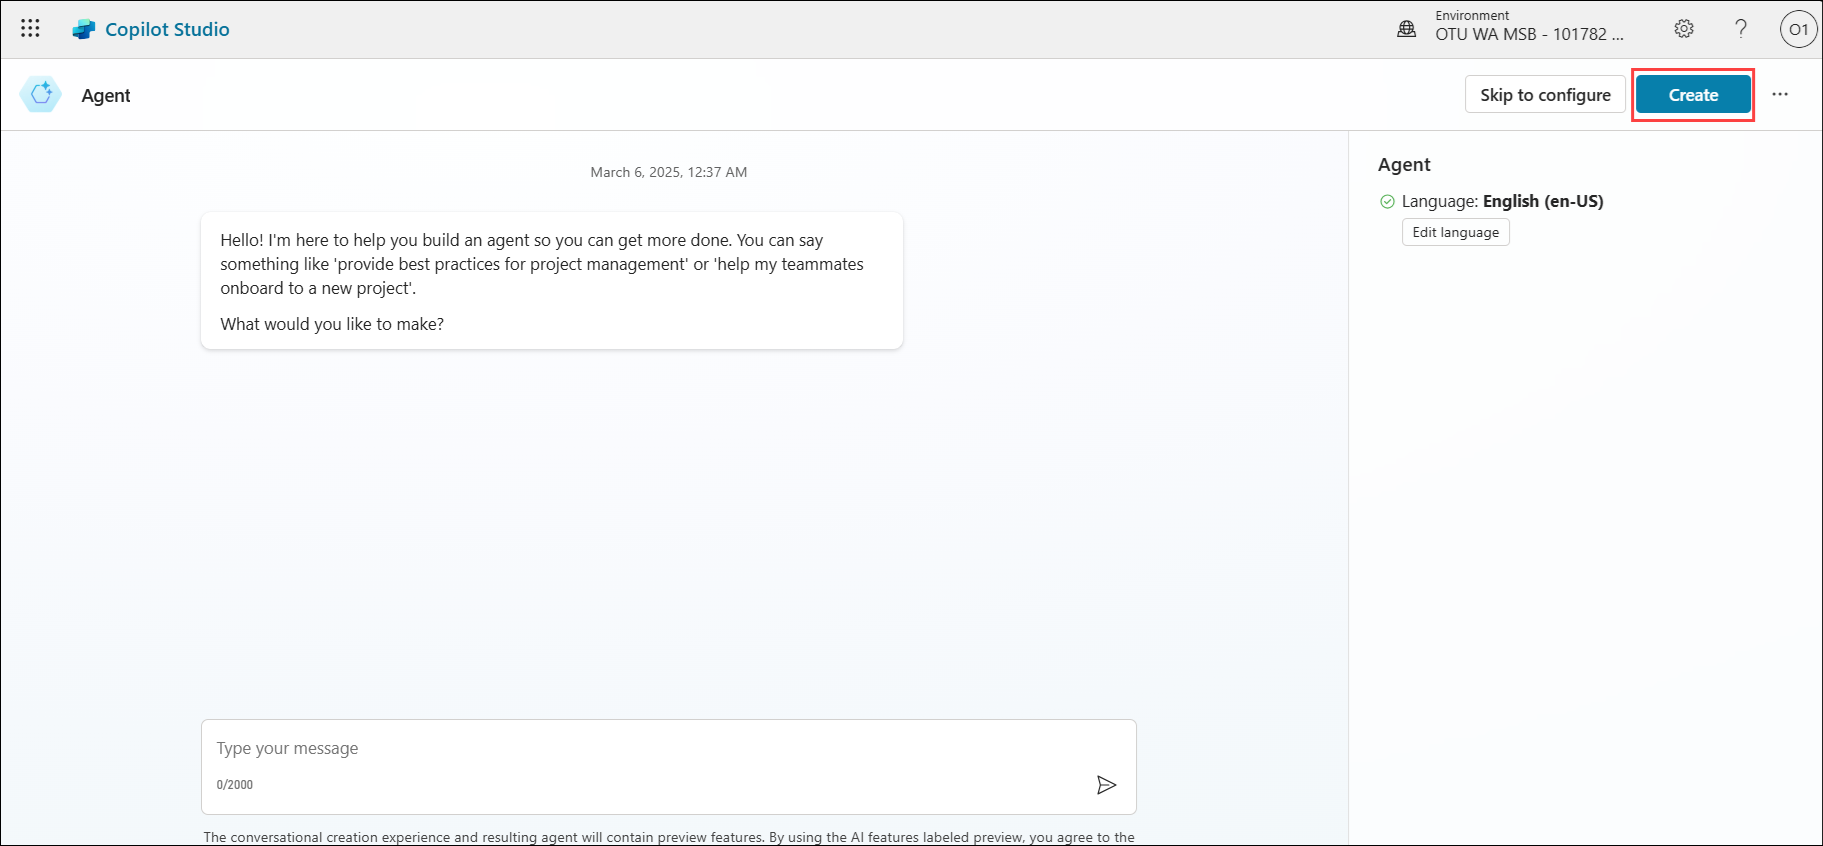 Copilot Studio
Environment
OTU WA MSB - 101782 ...
?
O1
Agent
Skip to configure
Create
...
March 6, 2025, 12:37 AM
Hello! I'm here to help you build an agent so you can get more done. You can say
something like 'provide best practices for project management' or 'help my teammates
onboard to a new project'.
What would you like to make?
Agent
Language: English (en-US)
Edit language
Type your message
0/2000
The conversational creation experience and resulting agent will contain preview features. By using the AI features labeled preview, you agree to the